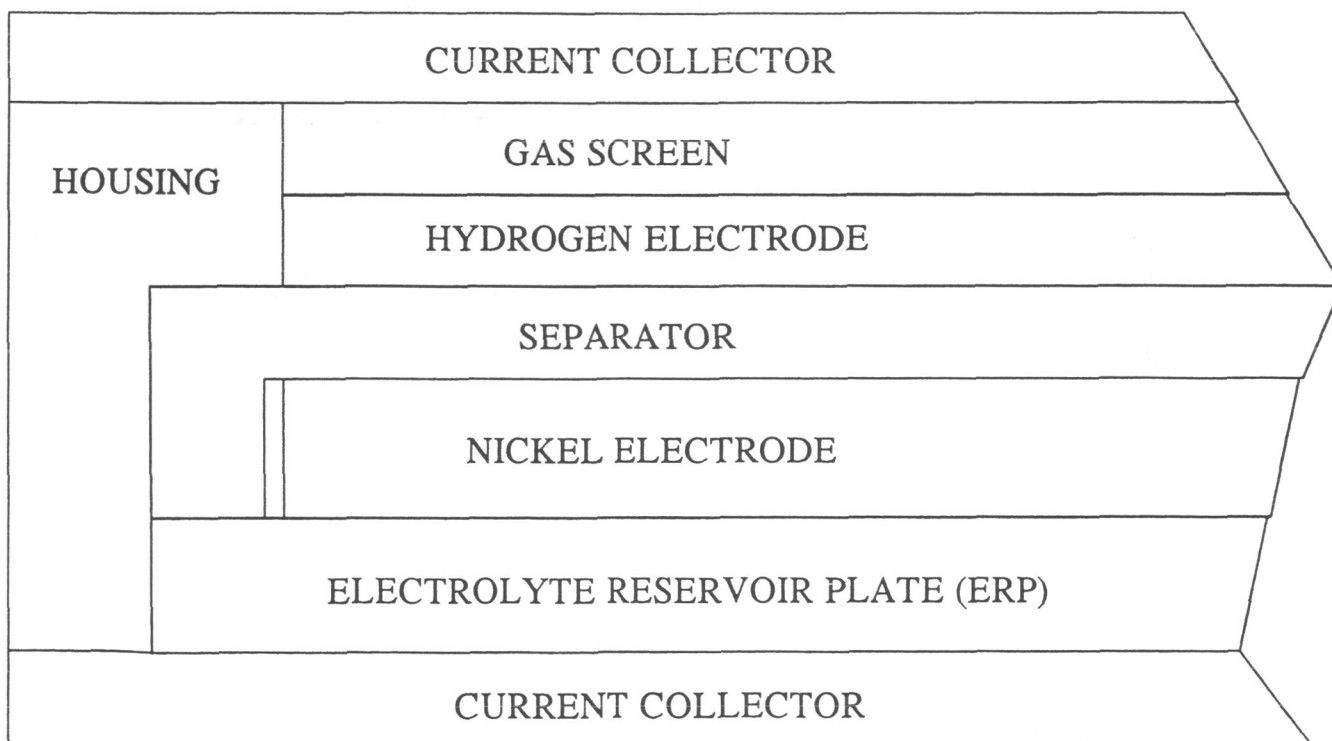 CURRENT COLLECTOR
GAS SCREEN
HOUSING
HYDROGEN ELECTRODE
SEPARATOR
NICKEL ELECTRODE
ELECTROLYTE RESERVOIR PLATE (ERP)
CURRENT COLLECTOR